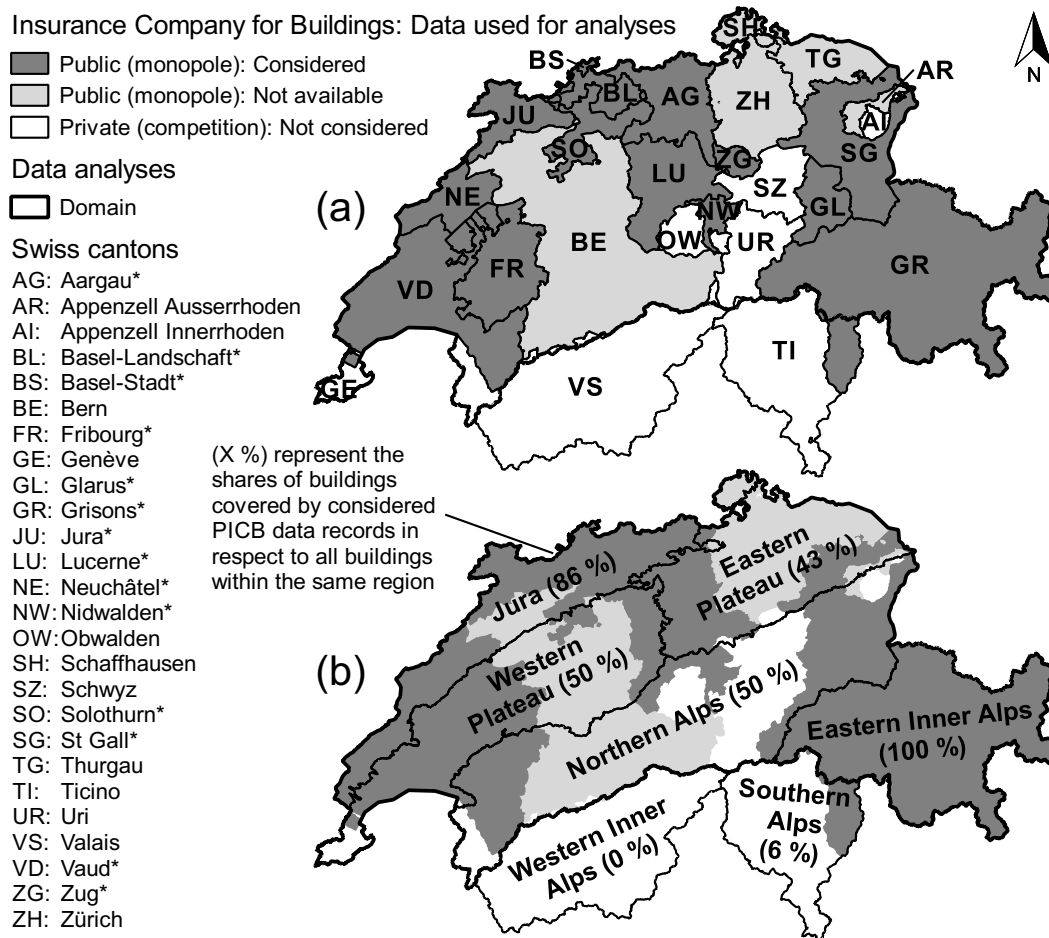 Insurance Company for Buildings: Data used for analyses
Public (monopole): Considered
Public (monopole): Not available
Private (competition): Not considered
Data analyses
Domain
Swiss cantons
AG: Aargau*
AR: Appenzell Ausserrhoden
AI: Appenzell Innerrhoden
BL: Basel-Landschaft*
BS: Basel-Stadt*
BE: Bern
FR: Fribourg*
GE: Genève
GL: Glarus*
GR: Grisons*
JU: Jura*
LU: Lucerne*
NE: Neuchâtel*
NW: Nidwalden*
OW: Obwalden
SH: Schaffhausen
SZ: Schwyz
SO: Solothurn*
SG: St Gall*
TG: Thurgau
TI: Ticino
UR: Uri
VS: Valais
VD: Vaud*
ZG: Zug*
ZH: Zürich
(a)
SH
BS
TG
AR
N
BL
AG
ZH
JU
AI
SO
ZG
SG
LU
SZ
NE
NW
GL
OW
UR
BE
FR
GR
VD
TI
VS
GE
(X %) represent the
shares of buildings
covered by considered
PICB data records in
respect to all buildings
within the same region
(b)
Jura (86 %)
Eastern
Plateau (43 %)
Western
Plateau (50 %)
Northern Alps (50 %)
Eastern Inner Alps
(100 %)
Western Inner
Alps (0 %)
Southern
Alps
(6 %)